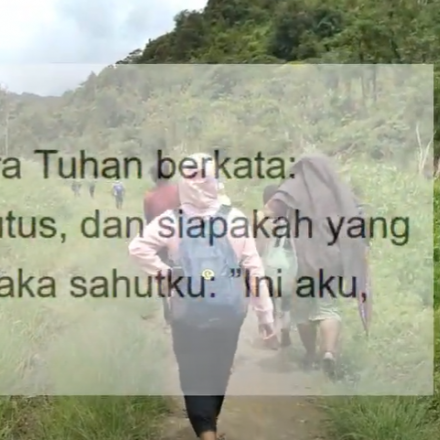 a Tuhan berkata:
tus, dan siapakah yang
aka sahutku: "Ini aku,